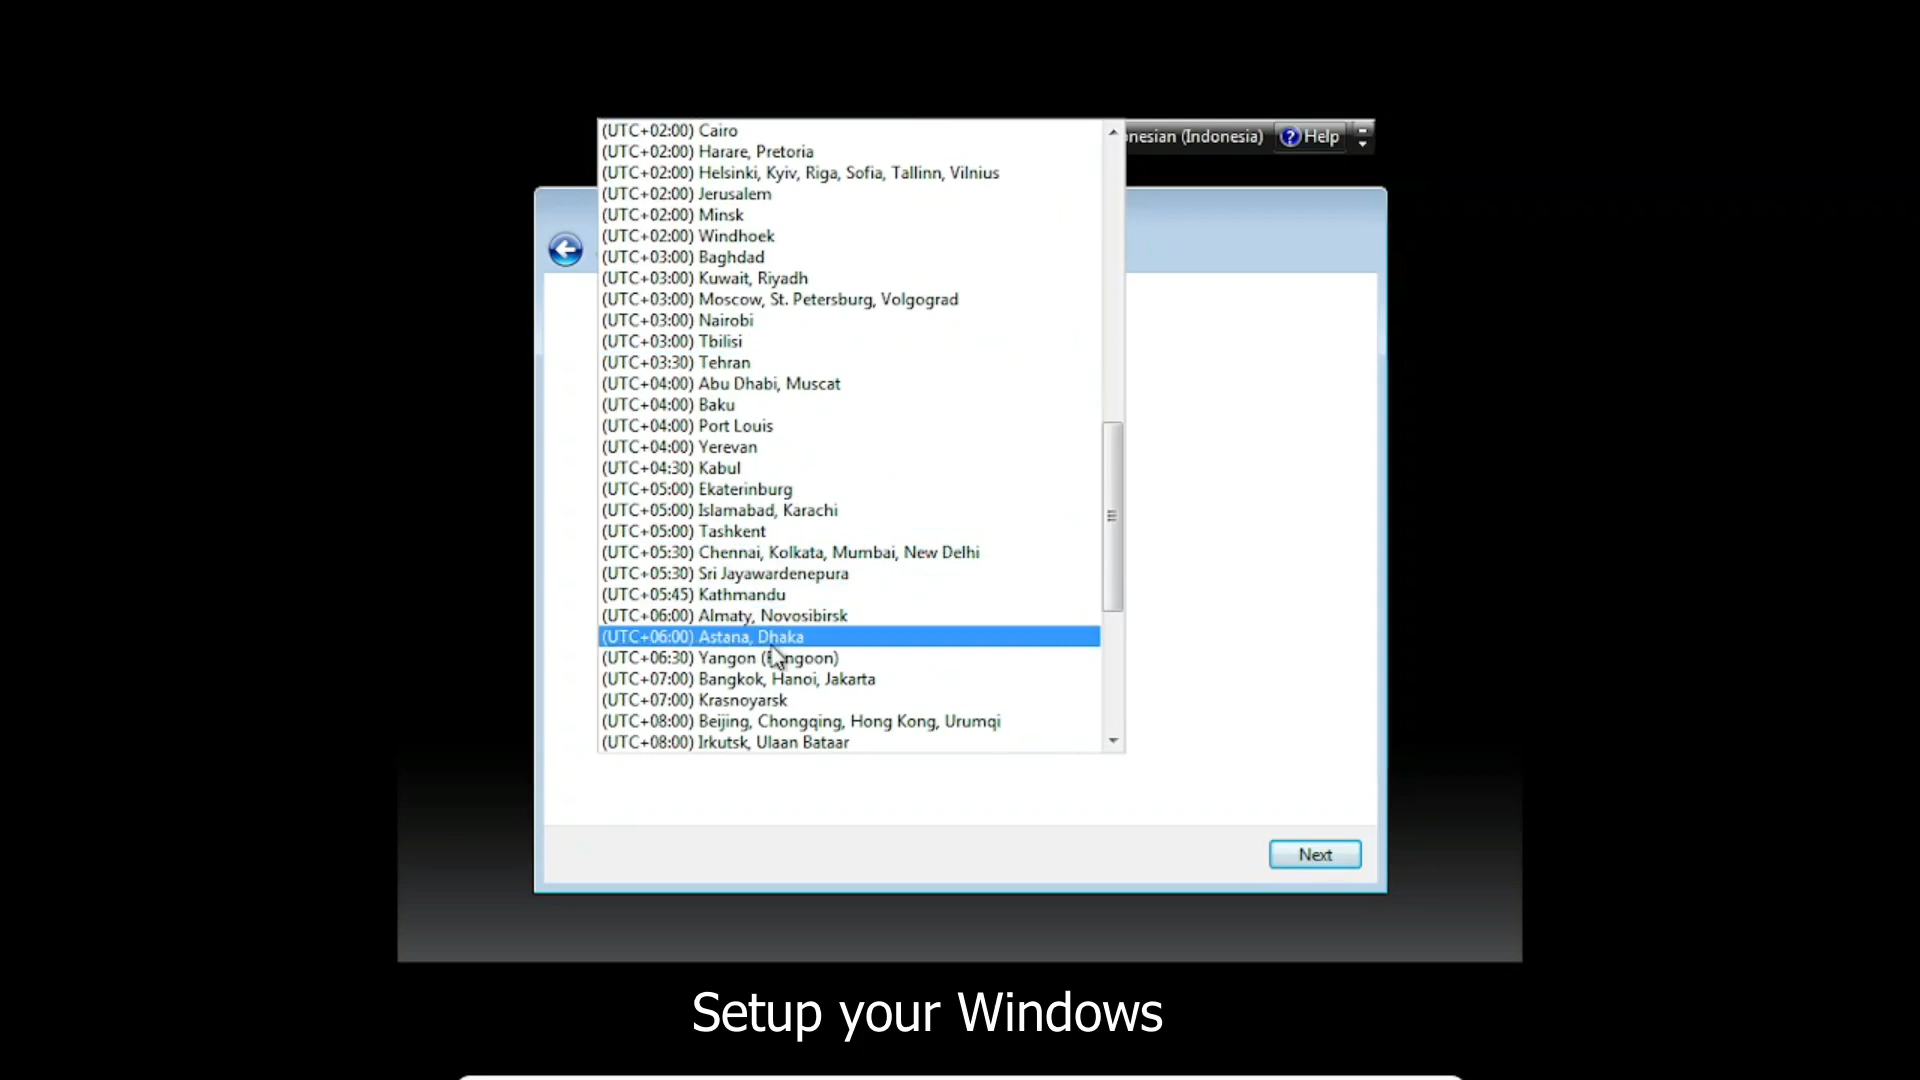 (UTC+02:00) Cairo
nesian (Indonesia) Help
(UTC+02:00) Harare, Pretoria
(UTC+02:00) Helsinki, Kyiv, Riga, Sofia, Tallinn, Vilnius
(UTC+02:00) Jerusalem
(UTC+02:00) Minsk
(UTC+02:00) Windhoek
(UTC+03:00) Baghdad
(UTC+03:00) Kuwait, Riyadh
(UTC+03:00) Moscow, St. Petersburg, Volgograd
(UTC+03:00) Nairobi
(UTC+03:00) Tbilisi
(UTC+03:30) Tehran
(UTC+04:00) Abu Dhabi, Muscat
(UTC+04:00) Baku
(UTC+04:00) Port Louis
(UTC+04:00) Yerevan
(UTC+04:30) Kabul
(UTC+05:00) Ekaterinburg
(UTC+05:00) Islamabad, Karachi
(UTC+05:00) Tashkent
(UTC+05:30) Chennai, Kolkata, Mumbai, New Delhi
(UTC+05:30) Sri Jayawardenepura
(UTC+05:45) Kathmandu
(UTC+06:00) Almaty, Novosibirsk
(UTC+06:00) Astana, Dhaka
(UTC+06:30) Yangon (Rangoon)
(UTC+07:00) Bangkok, Hanoi, Jakarta
(UTC+07:00) Krasnoyarsk
(UTC+08:00) Beijing, Chongqing, Hong Kong, Urumqi
(UTC+08:00) Irkutsk, Ulaan Bataar
Next
Setup your Windows